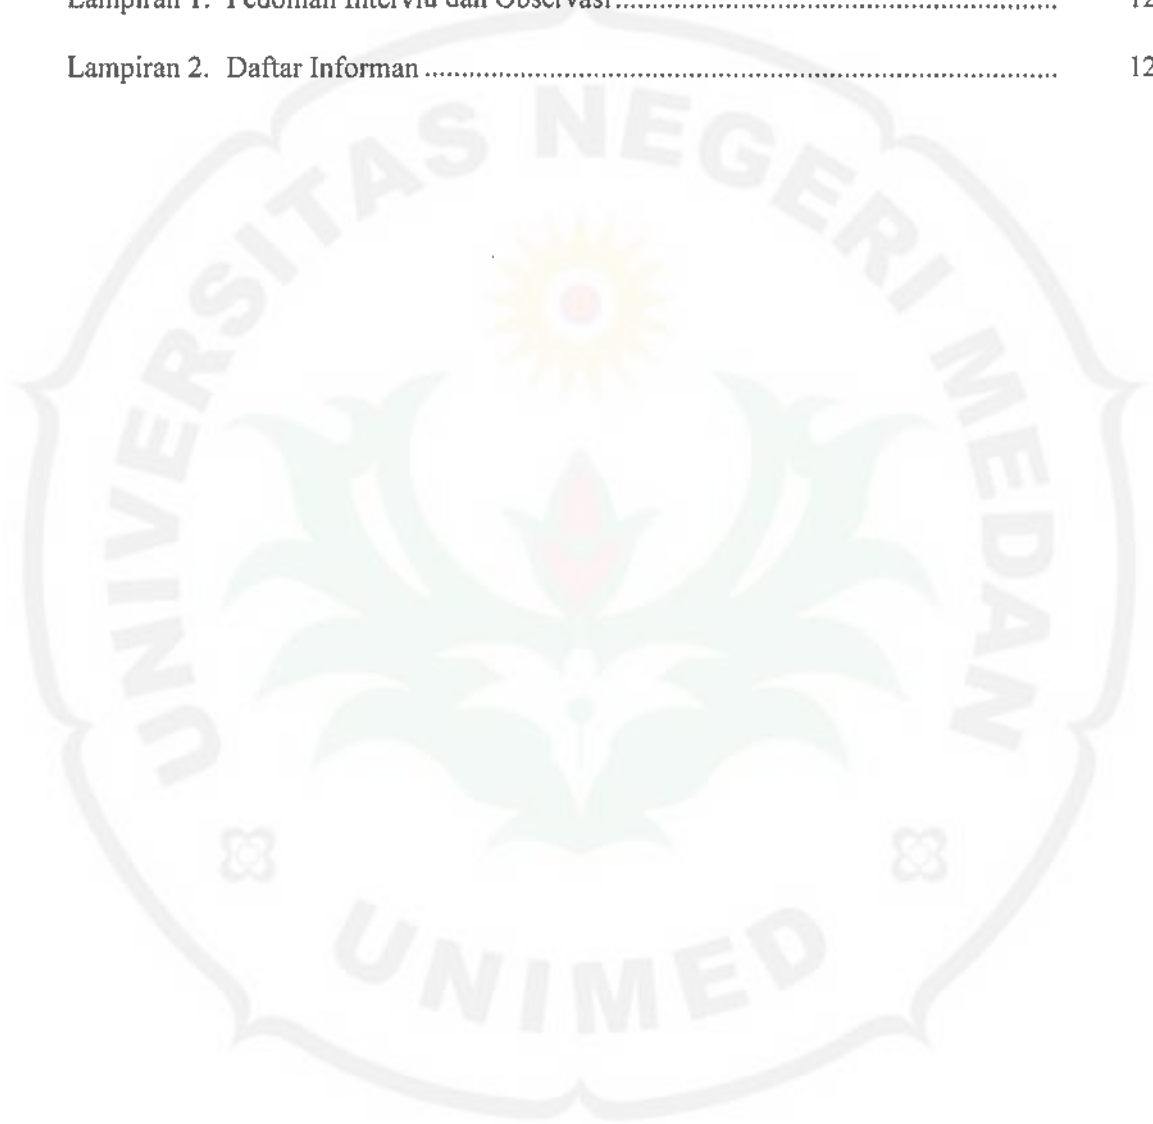 Lampiran 1. Pedoman Interviu dan Observasi........................................................................ 12
Lampiran 2. Daftar Informan........................................................................................................ 12
UNIVERSITAS NEGERI MEDAN
UNIMED